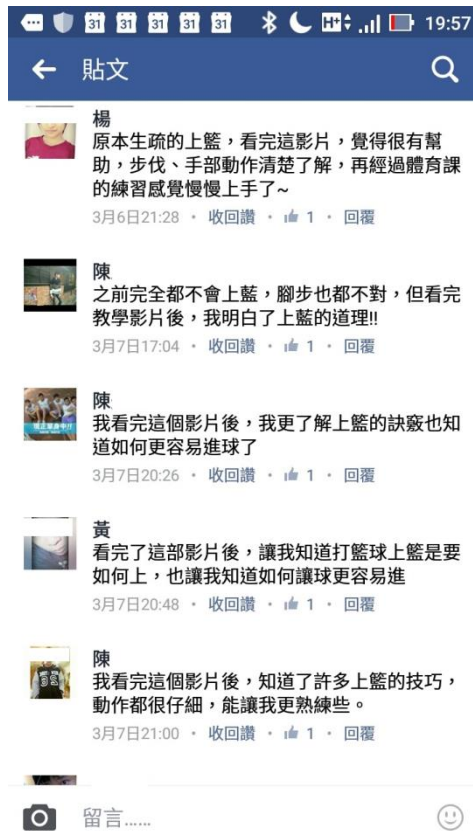 31 31 31 31 31 H+ 19:57
貼文
楊
原本生疏的上籃，看完這影片，覺得很有幫
助，步伐、手部動作清楚了解，再經過體育課
的練習感覺慢慢上手了~
3月6日21:28 · 收回讚 · 1 · 回覆
陳
之前完全都不會上藍，腳步也都不對，但看完
教學影片後，我明白了上藍的道理!!
3月7日17:04 · 收回讚 · 1 · 回覆
陳
我看完這個影片後，我更了解上籃的訣竅也知
道如何更容易進球了
3月7日20:26 · 收回讚 · 1 · 回覆
黃
看完了這部影片後，讓我知道打籃球上籃是要
如何上，也讓我知道如何讓球更容易進
3月7日20:48 · 收回讚 · 1 · 回覆
陳
我看完這個影片後，知道了許多上籃的技巧，
動作都很仔細，能讓我更熟練些。
3月7日21:00 · 收回讚 · 1 · 回覆
留言......